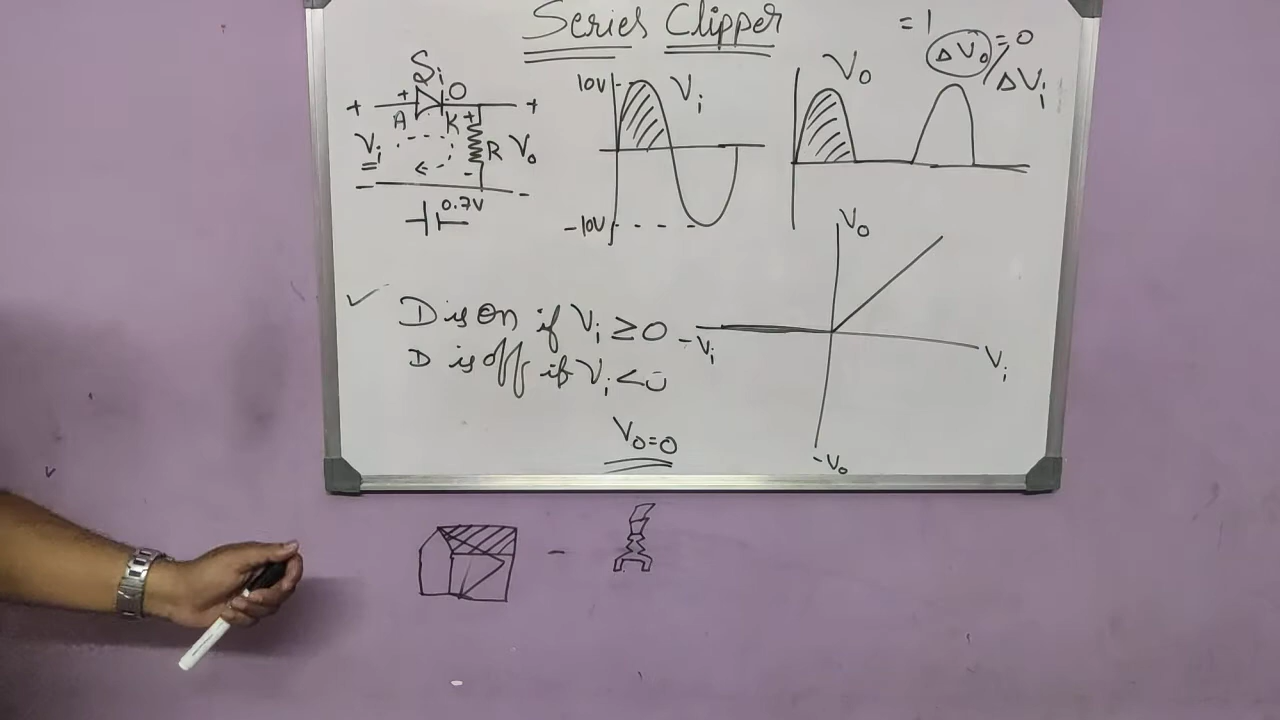 Series Clipper
= 1
ΔVo = 0
/ ΔVi
Si
+ + O +
A K +
Vi R Vo
- - -
0.7V
10V
Vi
-10V
Vo
D is On if Vi ≥ 0
D is off if Vi < 0
Vo = 0
Vo
-Vi
Vi
-Vo